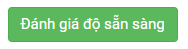 Đánh giá độ sẵn sàng